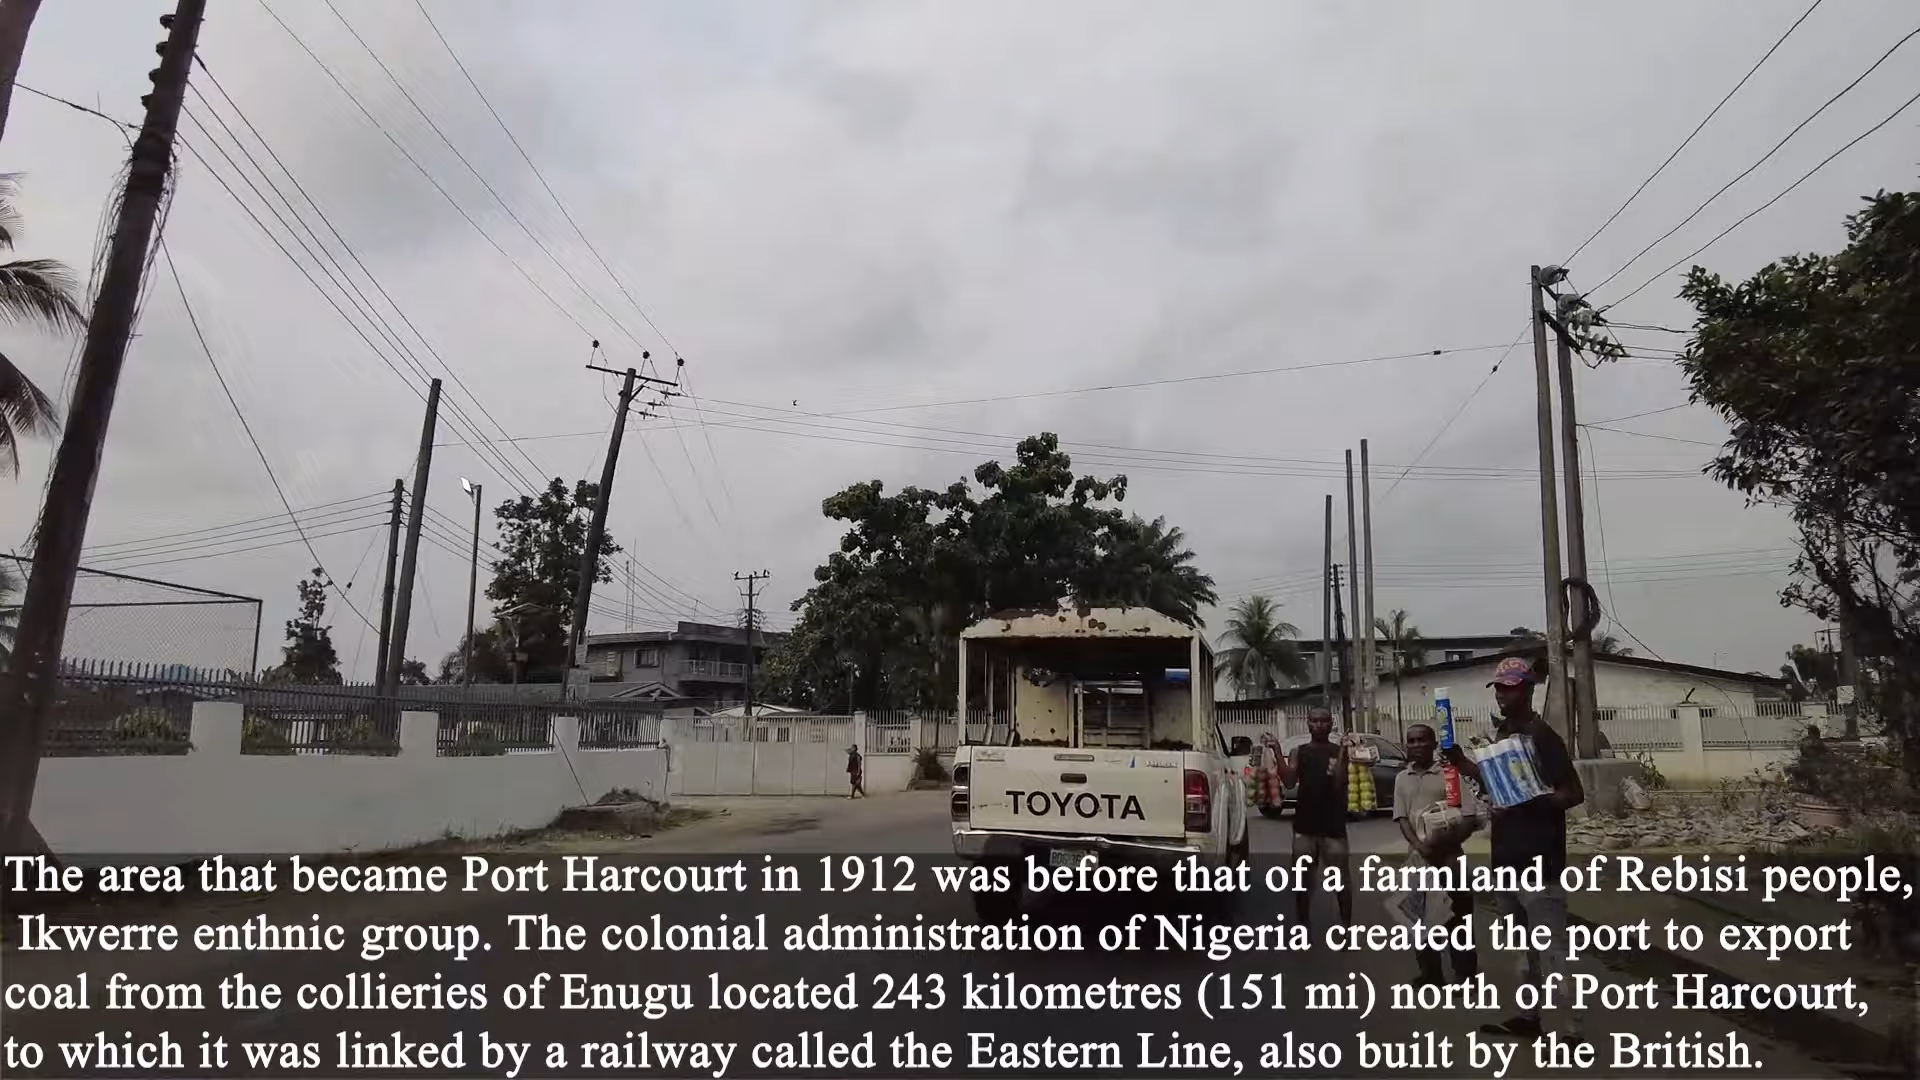 TOYOTA
The area that became Port Harcourt in 1912 was before that of a farmland of Rebisi people,
Ikwerre enthnic group. The colonial administration of Nigeria created the port to export
coal from the collieries of Enugu located 243 kilometres (151 mi) north of Port Harcourt,
to which it was linked by a railway called the Eastern Line, also built by the British.